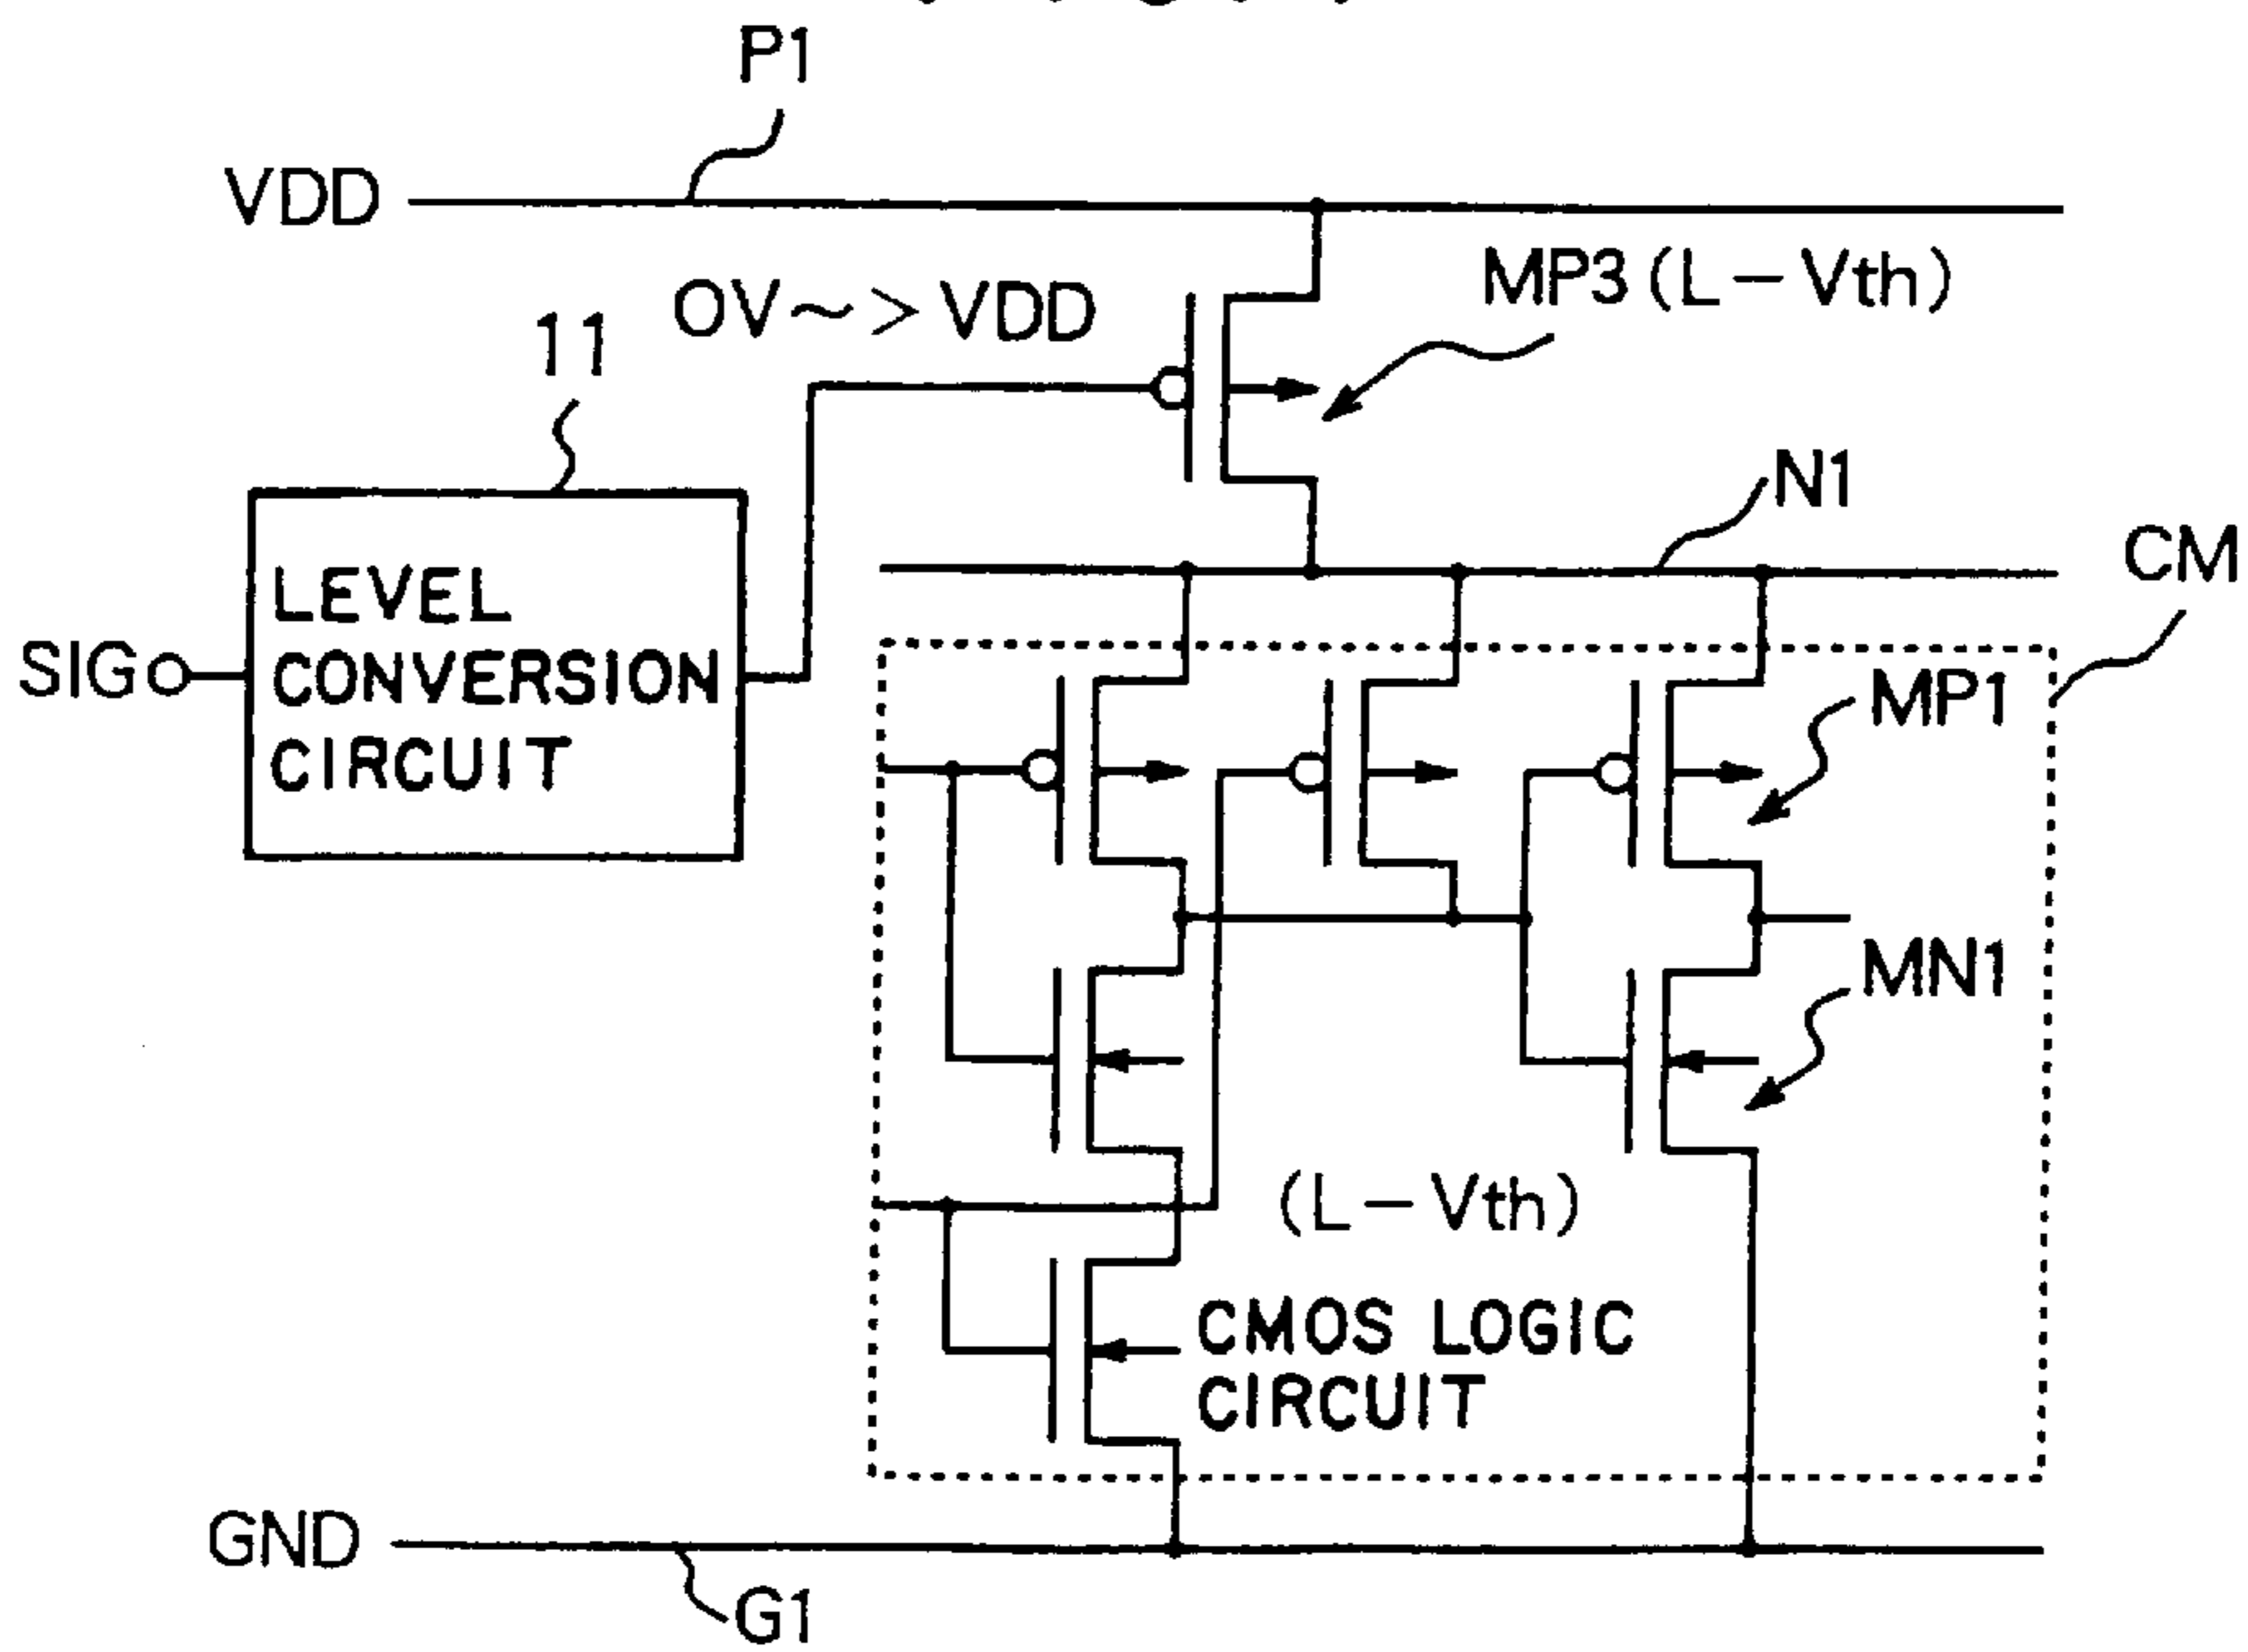 P1
VDD
MP3(L-Vth)
0V~>VDD
11
N1
CM
LEVEL
CONVERSION
CIRCUIT
SIG
MP1
MN1
(L-Vth)
CMOS LOGIC
CIRCUIT
GND
G1